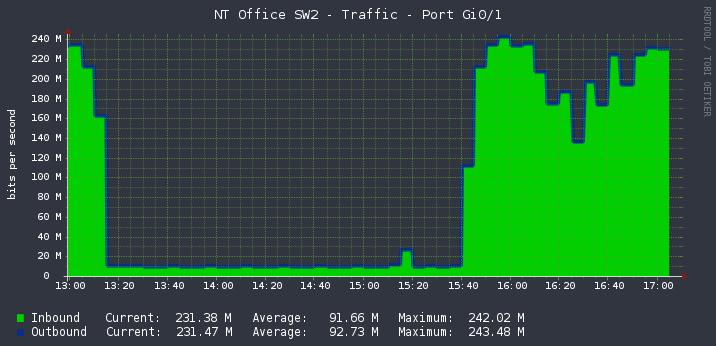 NT Office SW2 - Traffic - Port Gi0/1
RRDTOOL / TOBI OETIKER
bits per second
240 M
220 M
200 M
180 M
160 M
140 M
120 M
100 M
80 M
60 M
40 M
20 M
0
13:00 13:20 13:40 14:00 14:20 14:40 15:00 15:20 15:40 16:00 16:20 16:40 17:00
Inbound Current: 231.38 M Average: 91.66 M Maximum: 242.02 M
Outbound Current: 231.47 M Average: 92.73 M Maximum: 243.48 M